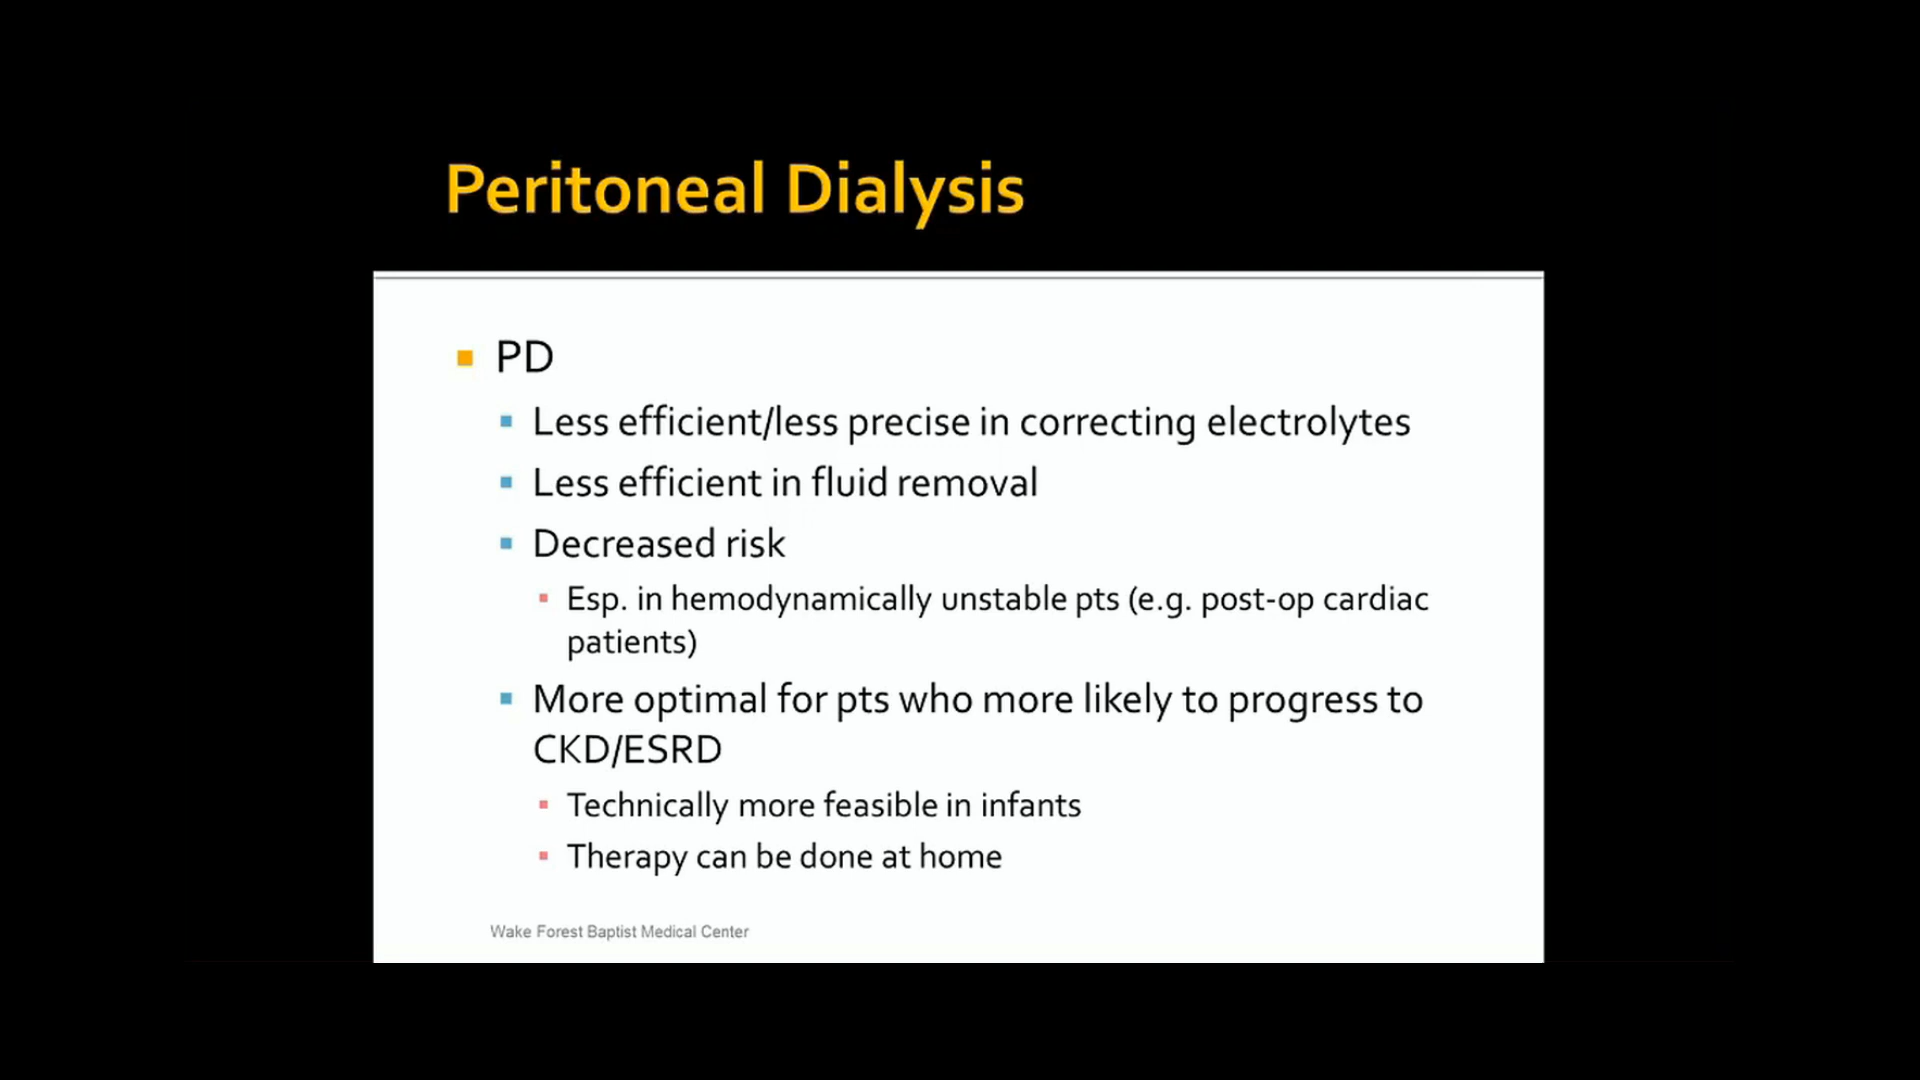 Peritoneal Dialysis
PD
Less efficient/less precise in correcting electrolytes
Less efficient in fluid removal
Decreased risk
Esp. in hemodynamically unstable pts (e.g. post-op cardiac
patients)
More optimal for pts who more likely to progress to
CKD/ESRD
Technically more feasible in infants
Therapy can be done at home
Wake Forest Baptist Medical Center